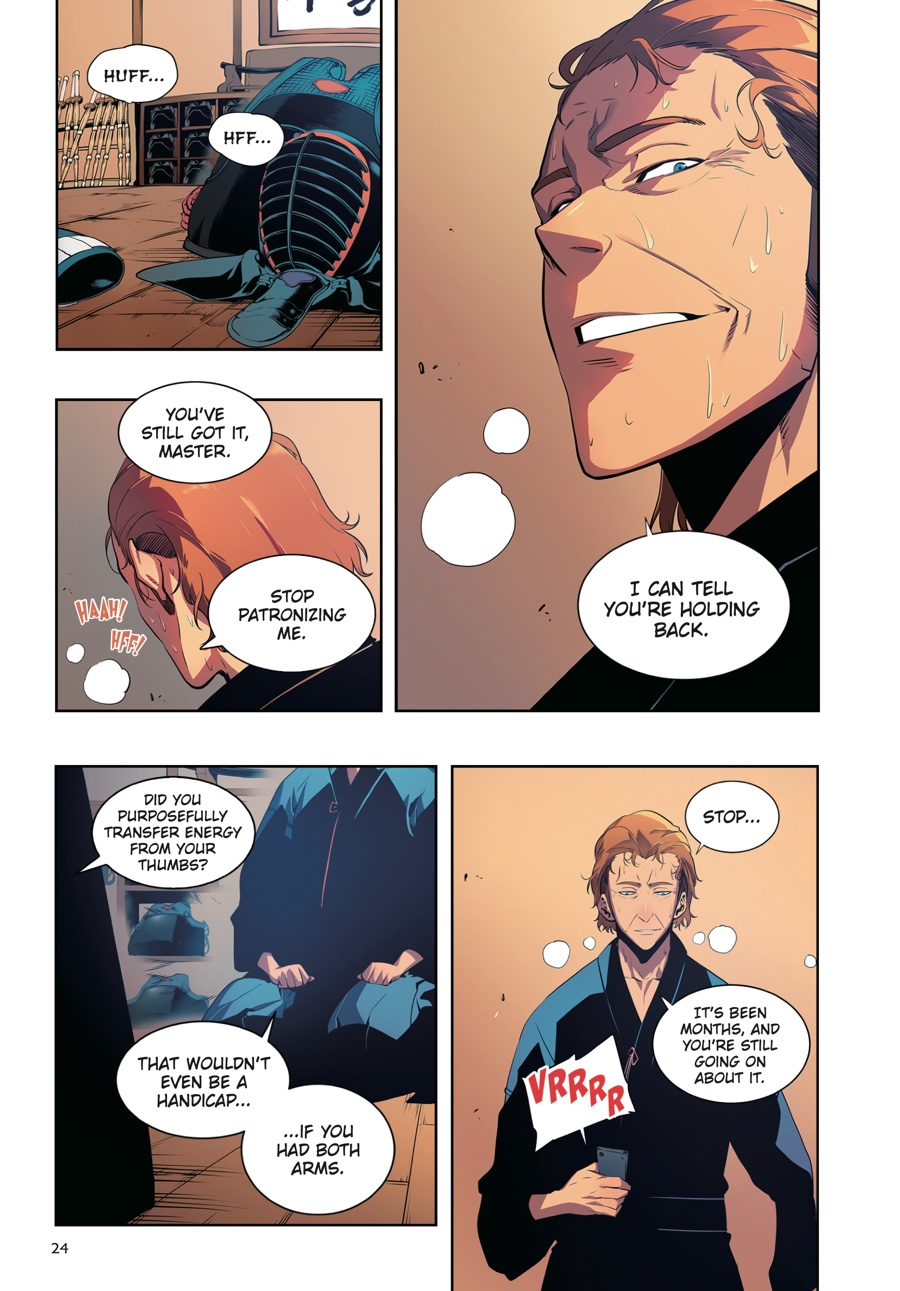 HUFF...
HFF...
I CAN TELL
YOU'RE HOLDING
BACK.
YOU'VE
STILL GOT IT,
MASTER.
STOP
PATRONIZING
ME.
HAAH!
HFF!
DID YOU
PURPOSEFULLY
TRANSFER ENERGY
FROM YOUR
THUMBS?
THAT WOULDN'T
EVEN BE A
HANDICAP...
...IF YOU
HAD BOTH
ARMS.
STOP...
IT'S BEEN
MONTHS, AND
YOU'RE STILL
GOING ON
ABOUT IT.
VRRRR
24